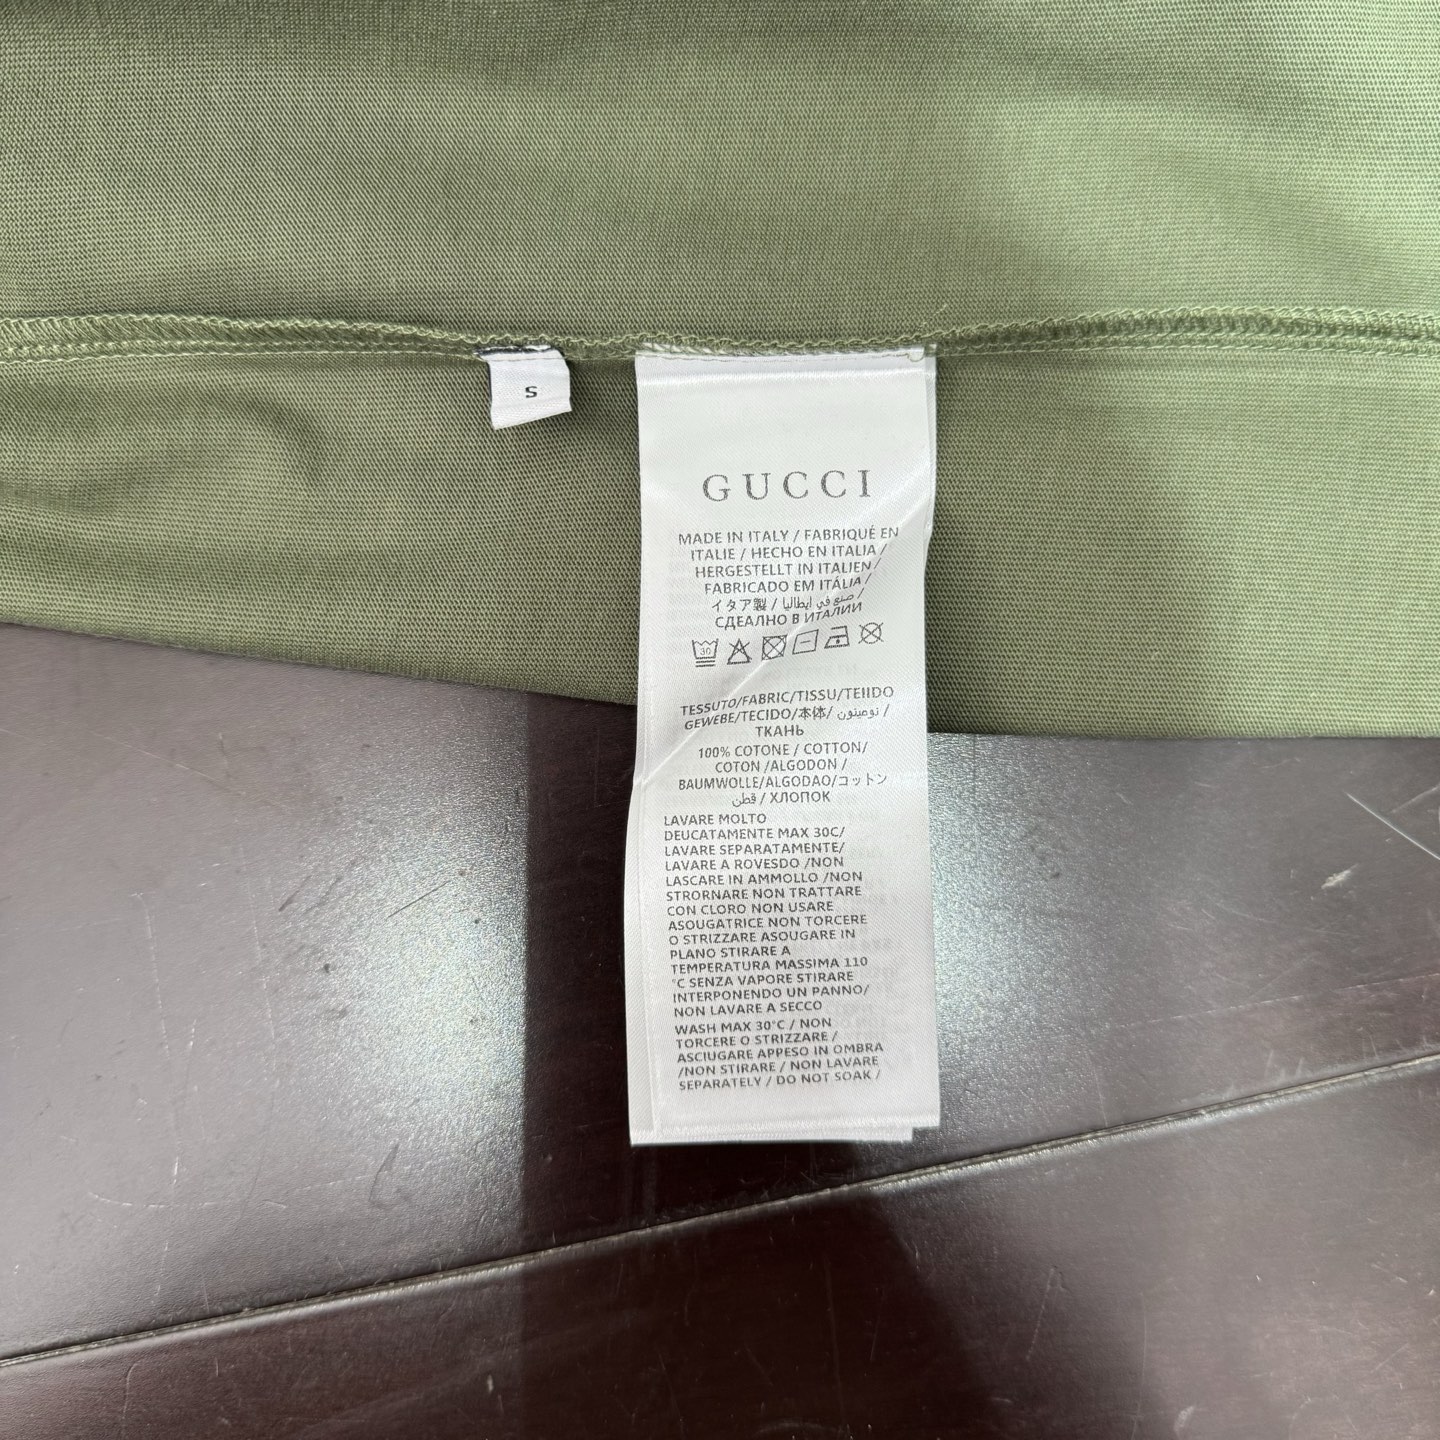 S
GUCCI
MADE IN ITALY / FABRIQUÉ EN
ITALIE / HECHO EN ITALIA /
HERGESTELLT IN ITALIEN /
FABRICADO EM ITÁLIA /
イタア製 / صنع في ايطاليا /
СДЕАЛНО В ИТАЛИИ
30
TESSUTO/FABRIC/TISSU/TEIIDO
GEWEBE/TECIDO/本体/ نومينون /
ТКАНЬ
100% COTONE / COTTON/
COTON /ALGODON /
BAUMWOLLE/ALGODAO/コットン
قطن / ХЛОПОК
LAVARE MOLTO
DEUCATAMENTE MAX 30C/
LAVARE SEPARATAMENTE/
LAVARE A ROVESDO /NON
LASCARE IN AMMOLLO /NON
STRORNARE NON TRATTARE
CON CLORO NON USARE
ASOUGATRICE NON TORCERE
O STRIZZARE ASOUGARE IN
PLANO STIRARE A
TEMPERATURA MASSIMA 110
°C SENZA VAPORE STIRARE
INTERPONENDO UN PANNO/
NON LAVARE A SECCO
WASH MAX 30°C / NON
TORCERE O STRIZZARE /
ASCIUGARE APPESO IN OMBRA
/NON STIRARE / NON LAVARE
SEPARATELY / DO NOT SOAK /